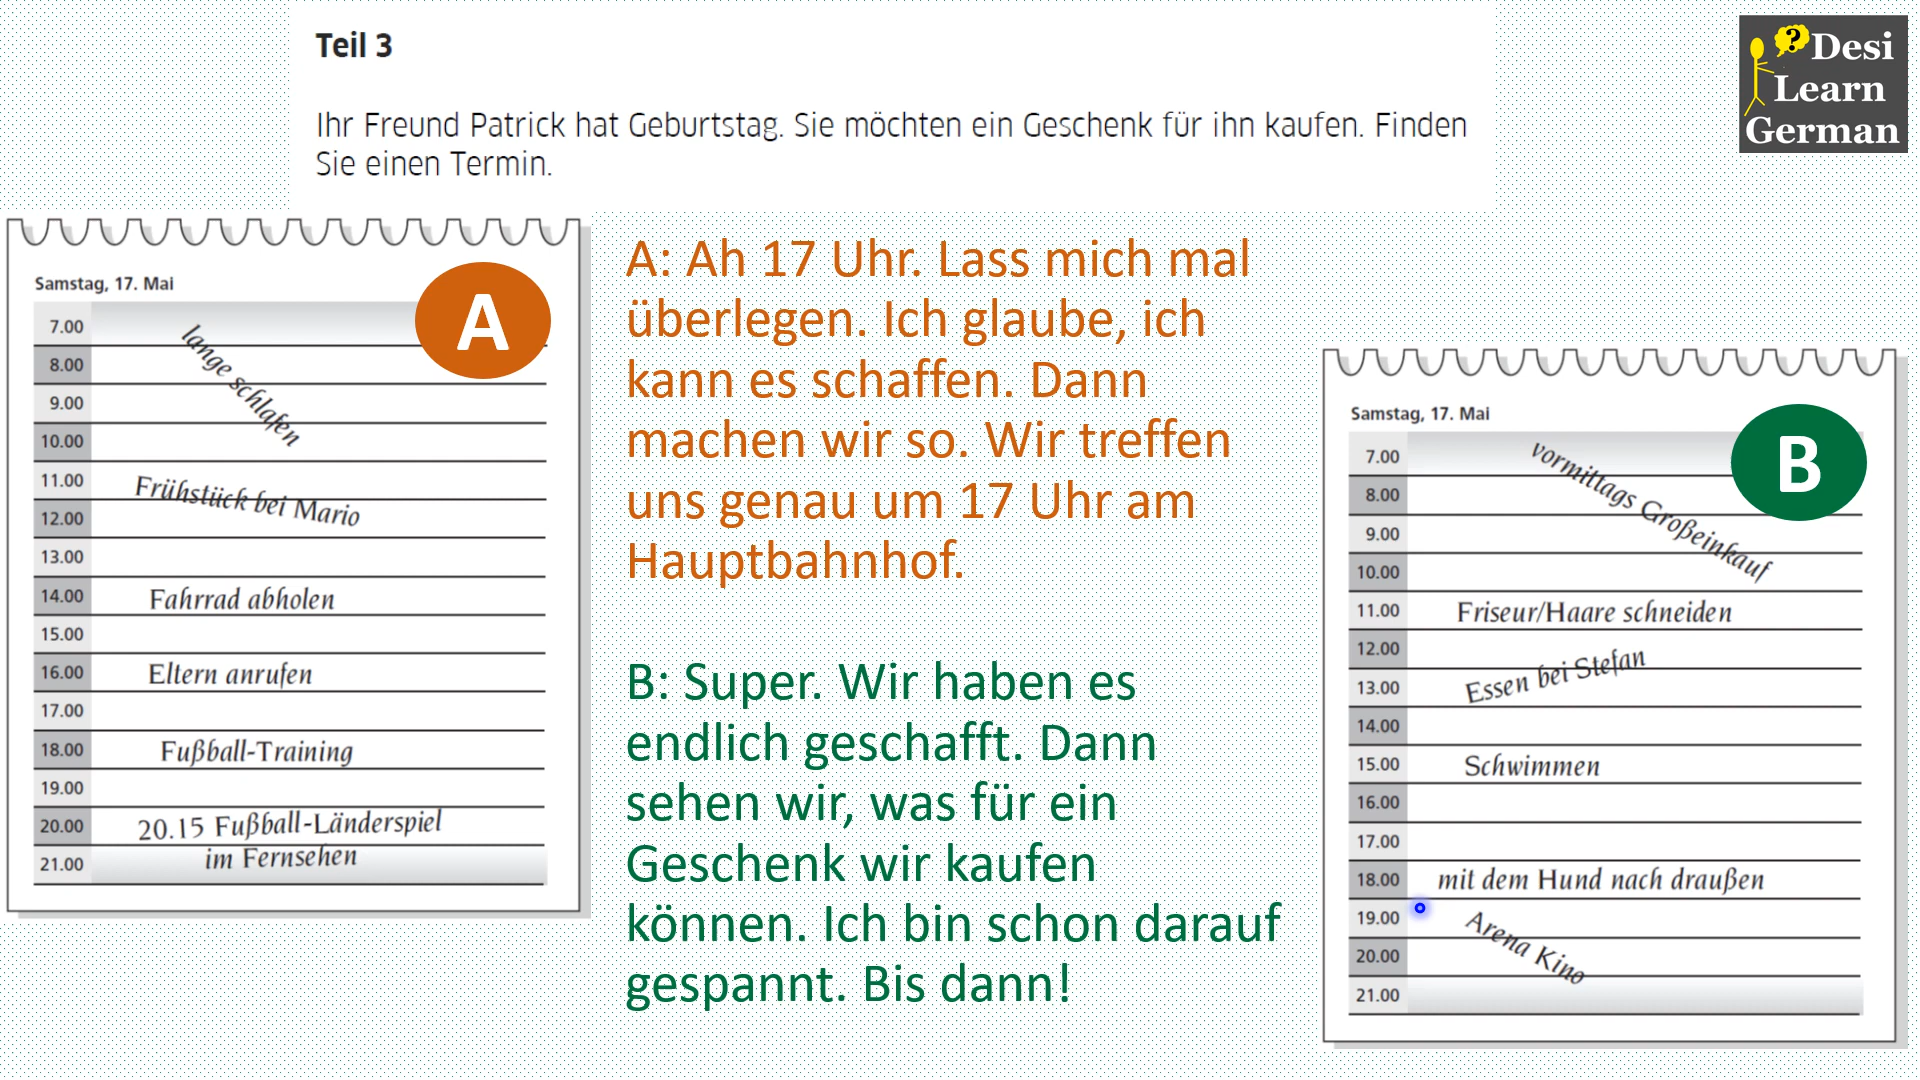 Teil 3
Ihr Freund Patrick hat Geburtstag. Sie möchten ein Geschenk für ihn kaufen. Finden
Sie einen Termin.
?
Desi
Learn
German
Samstag, 17. Mai
A
7.00
8.00
9.00
10.00
lange schlafen
11.00
12.00
Frühstück bei Mario
13.00
14.00 Fahrrad abholen
15.00
16.00 Eltern anrufen
17.00
18.00 Fußball-Training
19.00
20.00 20.15 Fußball-Länderspiel
21.00 im Fernsehen
A: Ah 17 Uhr. Lass mich mal
überlegen. Ich glaube, ich
kann es schaffen. Dann
machen wir so. Wir treffen
uns genau um 17 Uhr am
Hauptbahnhof.
B: Super. Wir haben es
endlich geschafft. Dann
sehen wir, was für ein
Geschenk wir kaufen
können. Ich bin schon darauf
gespannt. Bis dann!
Samstag, 17. Mai
B
7.00
8.00
9.00
10.00
vormittags Großeinkauf
11.00 Friseur/Haare schneiden
12.00
13.00
Essen bei Stefan
14.00
15.00 Schwimmen
16.00
17.00
18.00 mit dem Hund nach draußen
19.00
20.00
Arena Kino
21.00